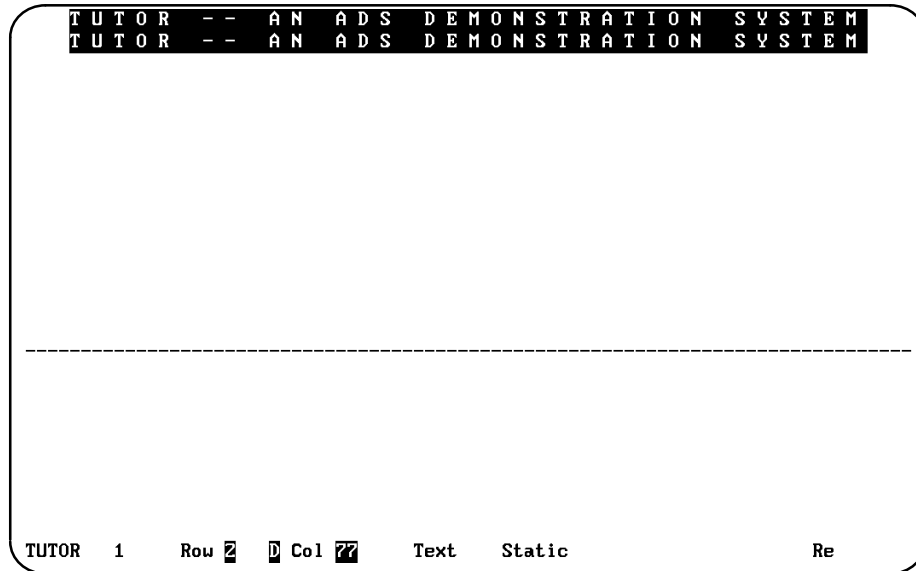 T U T O R -- A N A D S D E M O N S T R A T I O N S Y S T E M
T U T O R -- A N A D S D E M O N S T R A T I O N S Y S T E M
--------------------------------------------------------------------------------
TUTOR 1 Row 2 D Col 77 Text Static Re